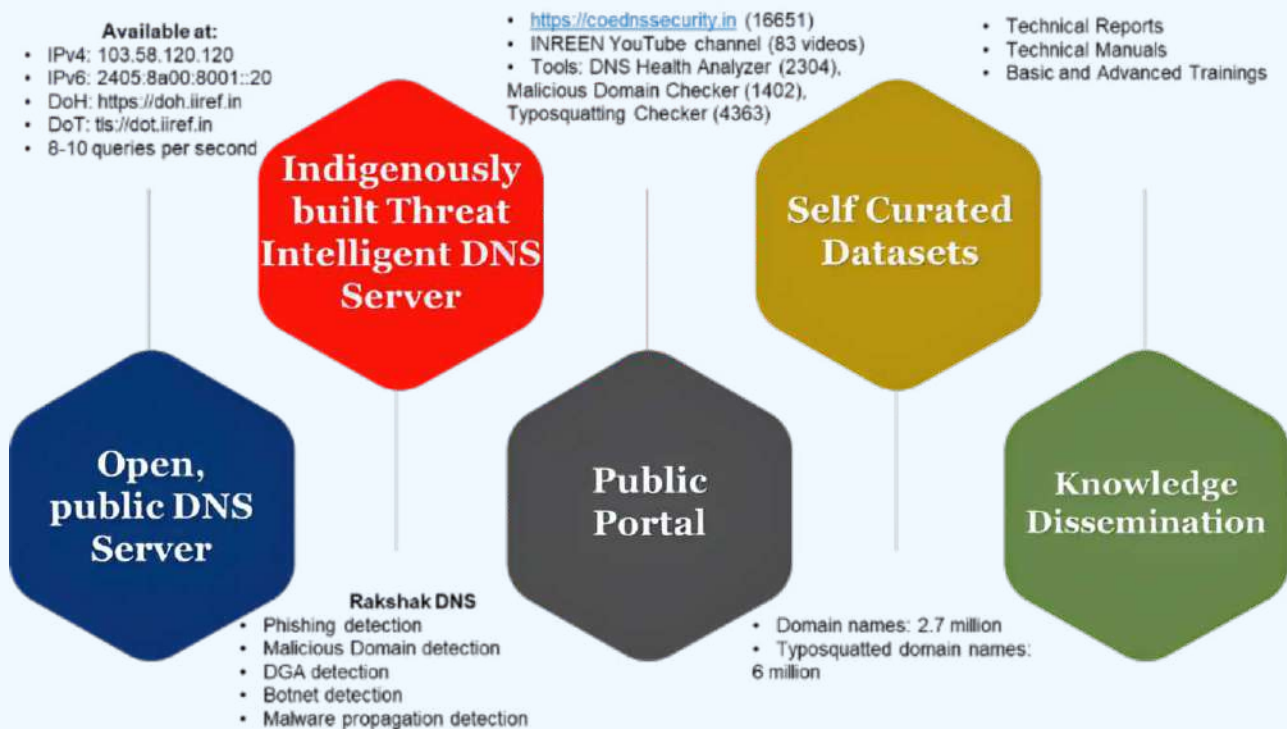 Available at:
• IPv4: 103.58.120.120
• IPv6: 2405:8a00:8001::20
• DoH: https://doh.iiref.in
• DoT: tls://dot.iiref.in
• 8-10 queries per second
• https://coednssecurity.in (16651)
• INREEN YouTube channel (83 videos)
• Tools: DNS Health Analyzer (2304),
Malicious Domain Checker (1402),
Typosquatting Checker (4363)
• Technical Reports
• Technical Manuals
• Basic and Advanced Trainings
Indigenously
built Threat
Intelligent DNS
Server
Self Curated
Datasets
Open,
public DNS
Server
Public
Portal
Knowledge
Dissemination
Rakshak DNS
• Phishing detection
• Malicious Domain detection
• DGA detection
• Botnet detection
• Malware propagation detection
• Domain names: 2.7 million
• Typosquatted domain names:
6 million